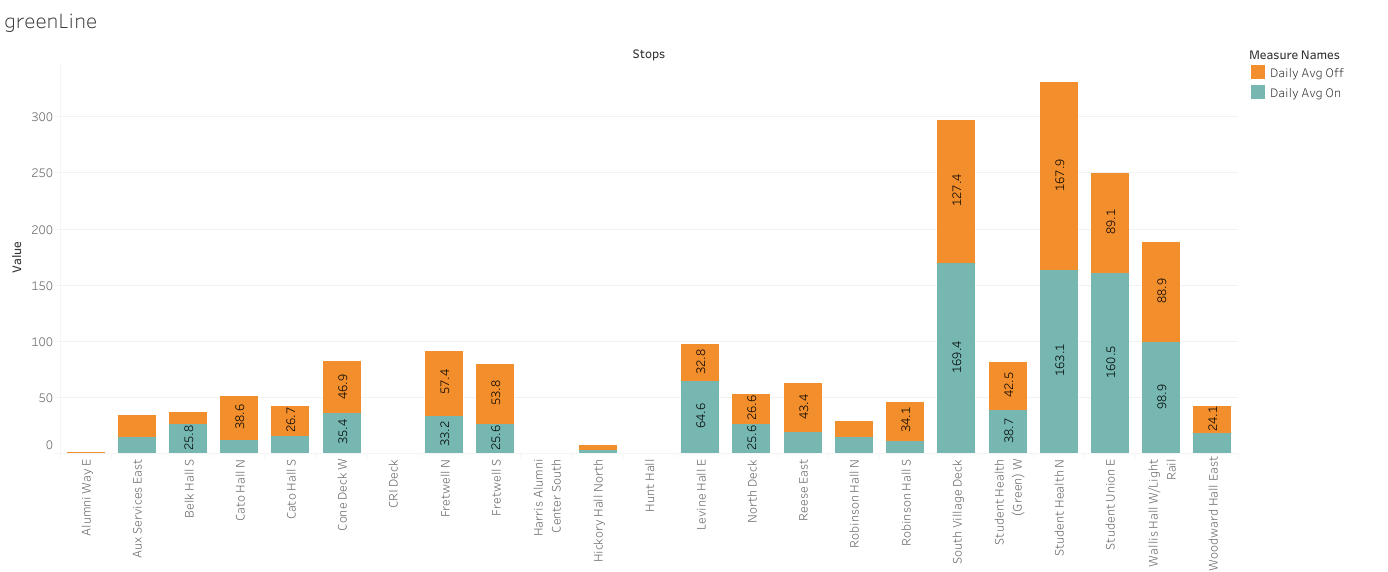 greenLine
Stops
Measure Names
Daily Avg Off
Daily Avg On
Value
300
250
200
150
100
50
0
25.8
38.6
26.7
46.9
35.4
57.4
33.2
53.8
25.6
32.8
64.6
26.6
25.6
43.4
34.1
127.4
169.4
42.5
38.7
167.9
163.1
89.1
160.5
88.9
98.9
24.1
Alumni Way E
Aux Services East
Belk Hall S
Cato Hall N
Cato Hall S
Cone Deck W
CRI Deck
Fretwell N
Fretwell S
Harris Alumni
Center South
Hickory Hall North
Hunt Hall
Levine Hall E
North Deck
Reese East
Robinson Hall N
Robinson Hall S
South Village Deck
Student Health
(Green) W
Student Health N
Student Union E
Wallis Hall W/Light
Rail
Woodward Hall East